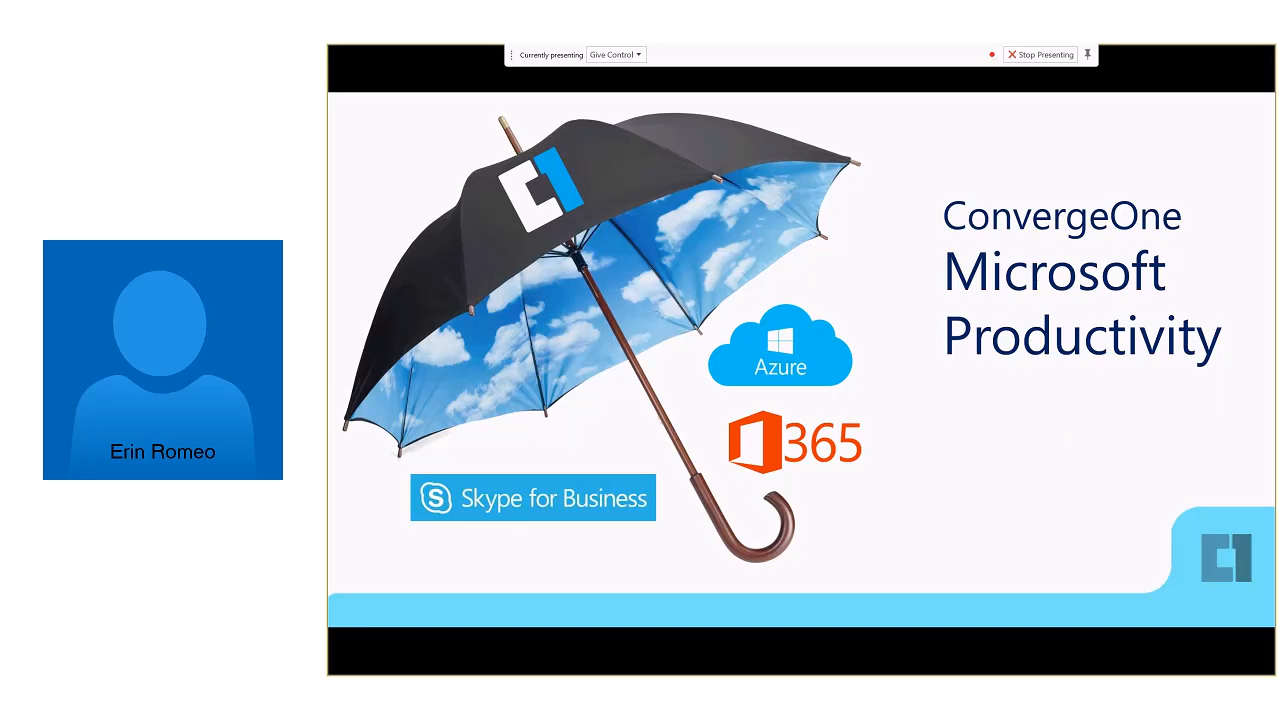 Currently presenting Give Control Stop Presenting
ConvergeOne
Microsoft
Productivity
Azure
365
Erin Romeo
Skype for Business